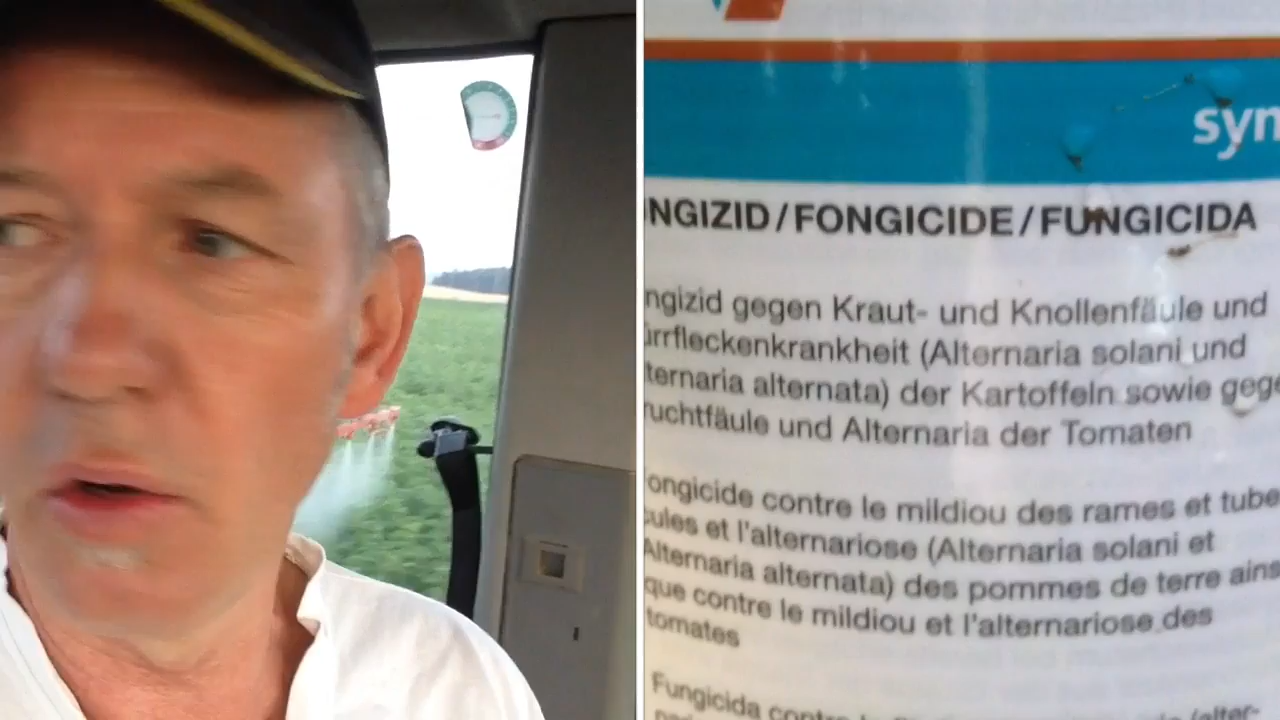 syn
NGIZID/FONGICIDE/FUNGICIDA
ngizid gegen Kraut- und Knollenfäule und
ürrfleckenkrankheit (Alternaria solani und
ternaria alternata) der Kartoffeln sowie gege
ruchtfäule und Alternaria der Tomaten
ongicide contre le mildiou des rames et tube
cules et l'alternariose (Alternaria solani et
Alternaria alternata) des pommes de terre ains
que contre le mildiou et l'alternariose des
tomates
Fungicida contro